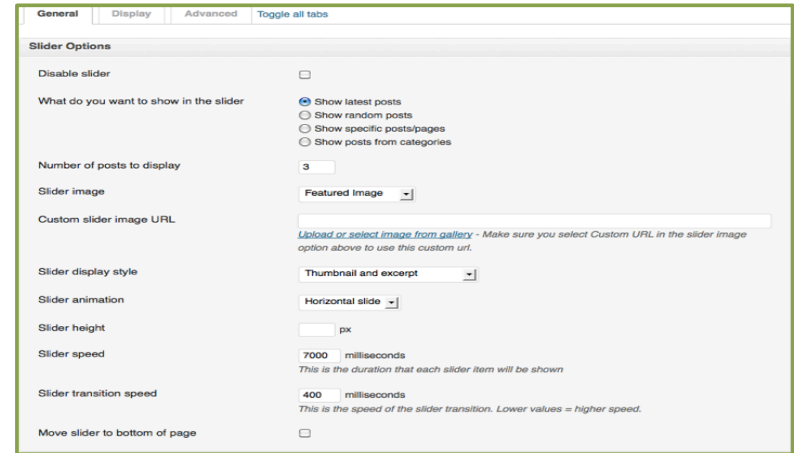 General Display Advanced Toggle all tabs
Slider Options
Disable slider
What do you want to show in the slider Show latest posts
Show random posts
Show specific posts/pages
Show posts from categories
Number of posts to display 3
Slider image Featured Image
Custom slider image URL
Upload or select image from gallery - Make sure you select Custom URL in the slider image
option above to use this custom url.
Slider display style Thumbnail and excerpt
Slider animation Horizontal slide
Slider height px
Slider speed 7000 milliseconds
This is the duration that each slider item will be shown
Slider transition speed 400 milliseconds
This is the speed of the slider transition. Lower values = higher speed.
Move slider to bottom of page